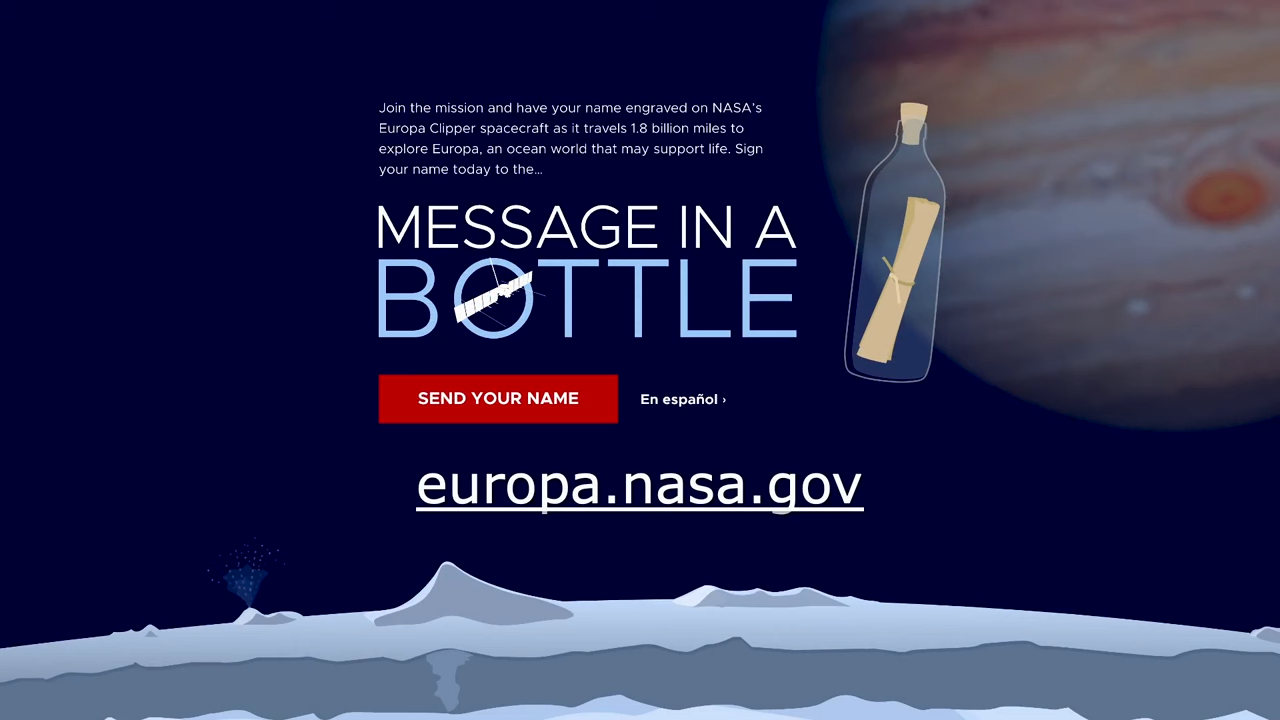 Join the mission and have your name engraved on NASA's
Europa Clipper spacecraft as it travels 1.8 billion miles to
explore Europa, an ocean world that may support life. Sign
your name today to the...
MESSAGE IN A
BOTTLE
SEND YOUR NAME
En español ›
europa.nasa.gov